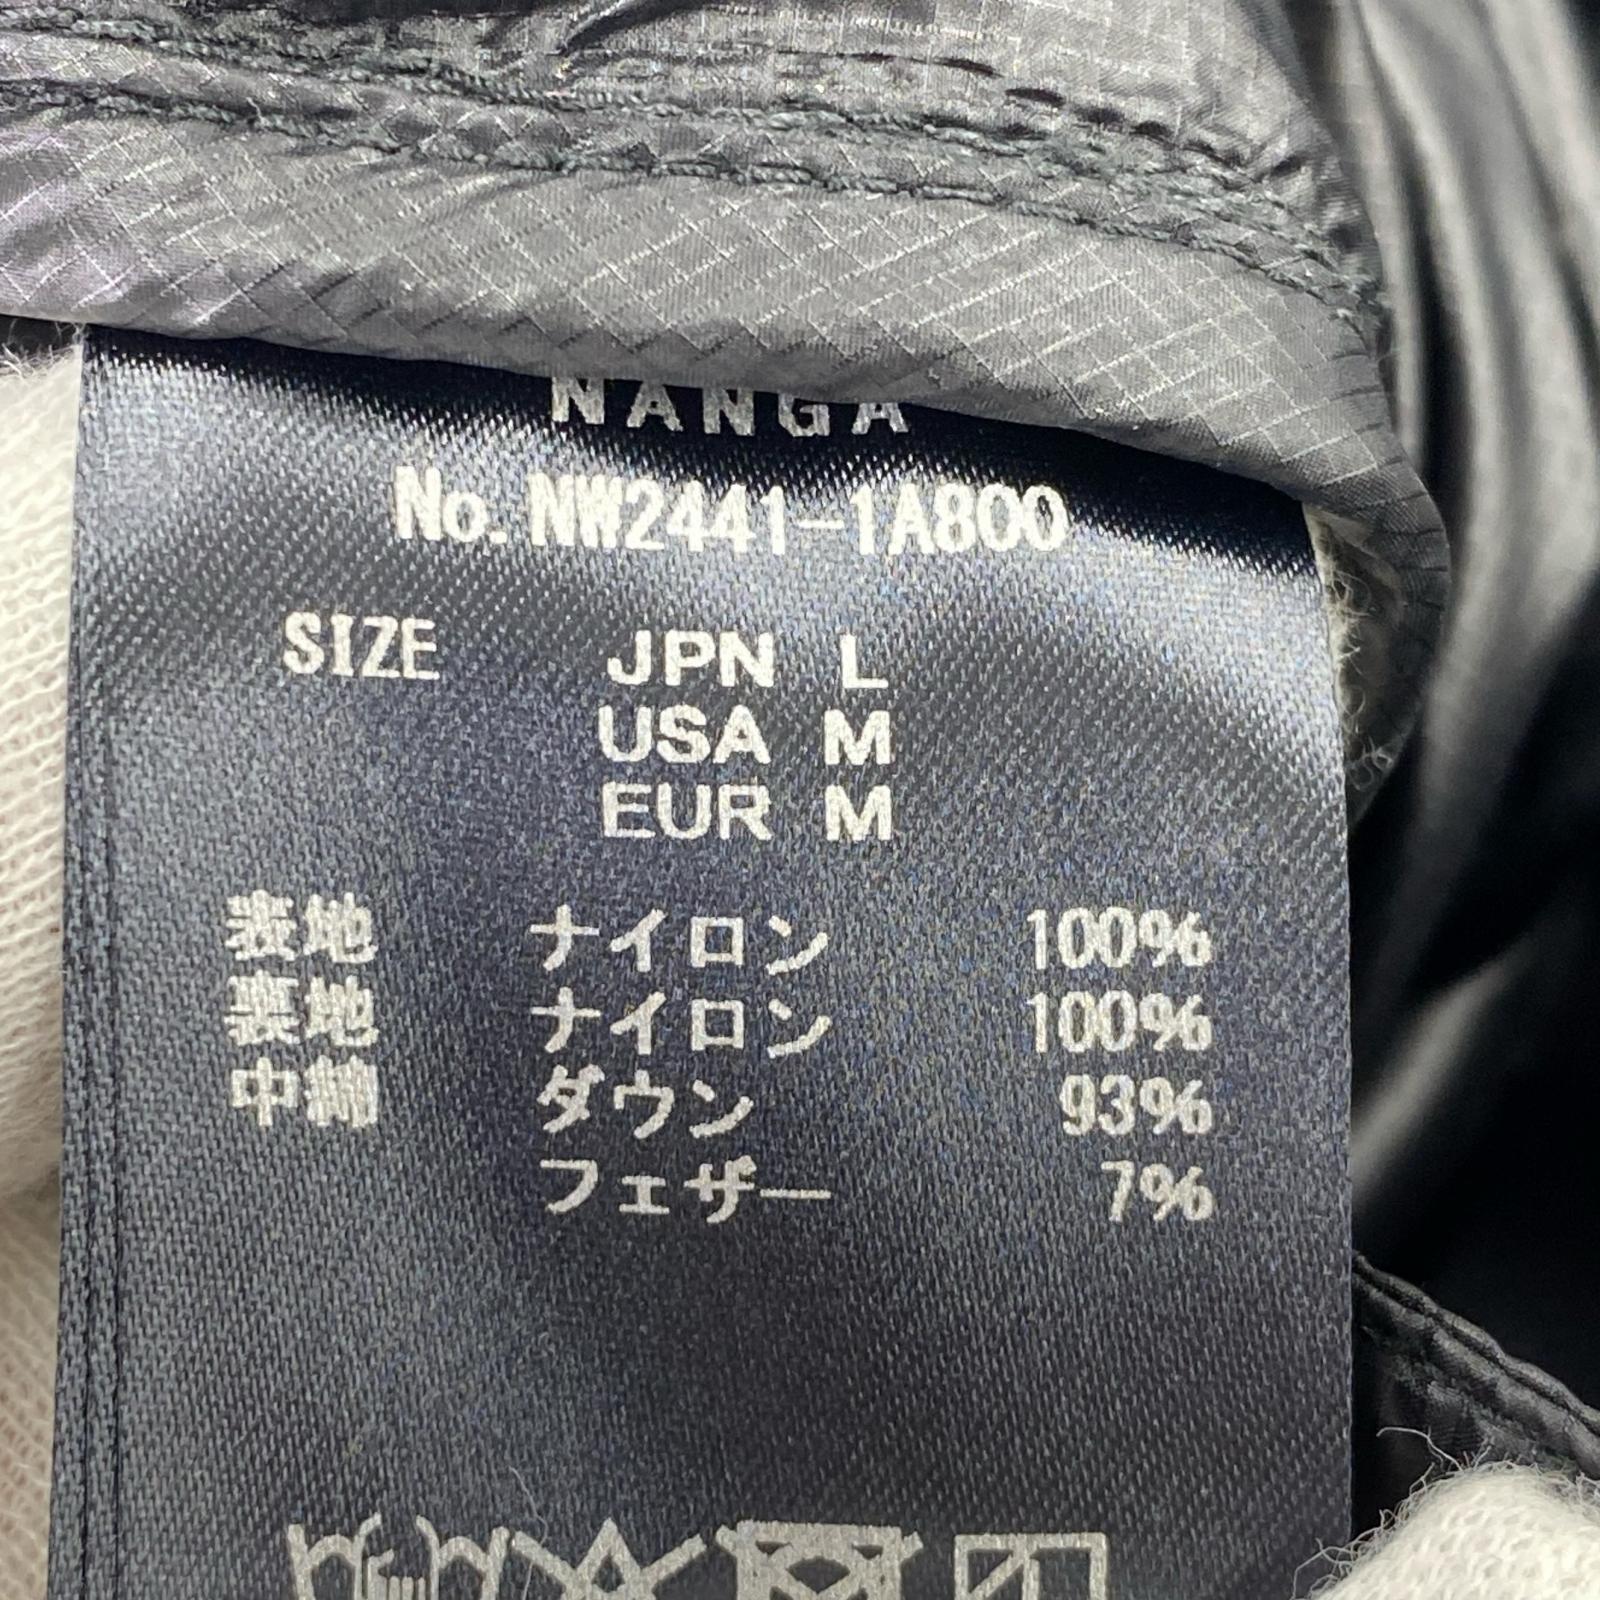 NANGA
No. NW2441-1A800
SIZE JPN L
USA M
EUR M
表地 ナイロン 100%
裏地 ナイロン 100%
中綿 ダウン 93%
フェザー 7%